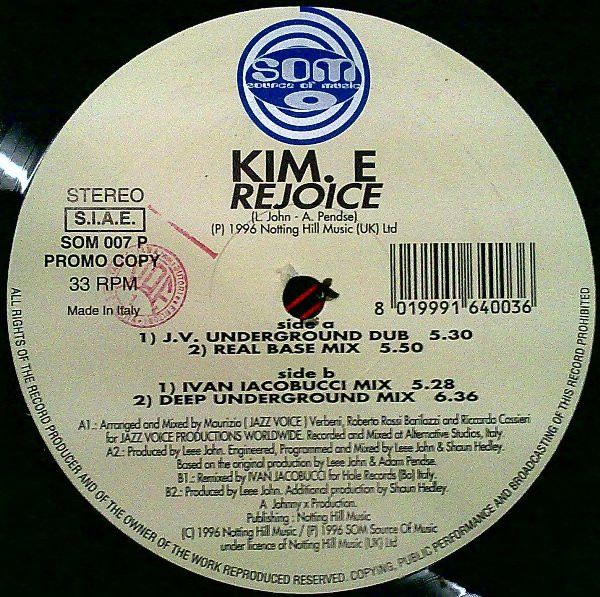 SOM
source of music
KIM. E
REJOICE
(L. John - A. Pendse)
(P) 1996 Notting Hill Music (UK) Ltd
STEREO
S.I.A.E.
SOM 007 P
PROMO COPY
33 RPM
Made In Italy
8 019991 640036
side a
1) J.V. UNDERGROUND DUB 5.30
2) REAL BASE MIX 5.50
side b
1) IVAN IACOBUCCI MIX 5.28
2) DEEP UNDERGROUND MIX 6.36
A1.: Arranged and Mixed by Maurizio ( JAZZ VOICE ) Verbeni, Roberto Rossi Barilozzi and Riccardo Cassieri
for JAZZ VOICE PRODUCTIONS WORLDWIDE. Recorded and Mixed at Alternative Studios, Italy.
A2.: Produced by Leee John. Engineered, Programmed and Mixed by Leee John & Shaun Hedley.
Based on the original production by Leee John & Adam Pendse.
B1.: Remixed by IVAN JACOBUCCI for Hole Records (Bo) Italy.
B2.: Produced by Leee John. Additional production by Shaun Hedley.
A Johnny x Production.
Publishing : Notting Hill Music
(C) 1996 Notting Hill Music / (P) 1996 SOM Source Of Music
under licence of Notting Hill Music (UK) Ltd
ALL RIGHTS OF THE RECORD PRODUCER AND OF THE OWNER OF THE WORK REPRODUCED RESERVED. COPYING, PUBLIC PERFORMANCE AND BROADCASTING OF THIS RECORD PROHIBITED